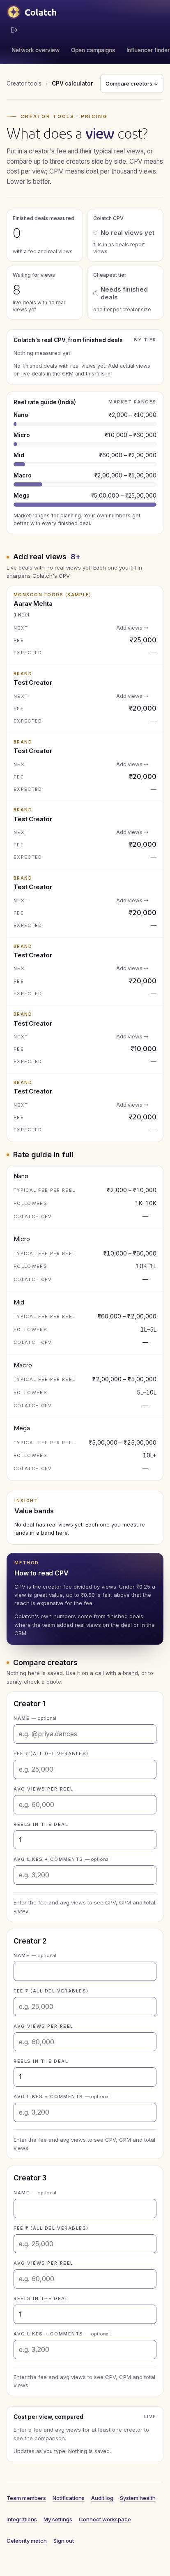 Colatch
Network overview Open campaigns Influencer finder
Creator tools / CPV calculator Compare creators ↓
CREATOR TOOLS · PRICING
What does a view cost?
Put in a creator's fee and their typical reel views, or
compare up to three creators side by side. CPV means
cost per view; CPM means cost per thousand views.
Lower is better.
Finished deals measured
0
with a fee and real views
Colatch CPV
No real views yet
fills in as deals report
views
Waiting for views
8
live deals with no real
views yet
Cheapest tier
Needs finished
deals
one tier per creator size
Colatch's real CPV, from finished deals BY TIER
Nothing measured yet.
No finished deals with real views yet. Add actual views
on live deals in the CRM and this fills in.
Reel rate guide (India) MARKET RANGES
Nano ₹2,000 – ₹10,000
Micro ₹10,000 – ₹60,000
Mid ₹60,000 – ₹2,00,000
Macro ₹2,00,000 – ₹5,00,000
Mega ₹5,00,000 – ₹25,00,000
Market ranges for planning. Your own numbers get
better with every finished deal.
Add real views 8+
Live deals with no real views yet. Each one you fill in
sharpens Colatch's CPV.
MONSOON FOODS (SAMPLE)
Aarav Mehta
1 Reel
NEXT Add views →
FEE ₹25,000
EXPECTED —
BRAND
Test Creator
NEXT Add views →
FEE ₹20,000
EXPECTED —
BRAND
Test Creator
NEXT Add views →
FEE ₹20,000
EXPECTED —
BRAND
Test Creator
NEXT Add views →
FEE ₹20,000
EXPECTED —
BRAND
Test Creator
NEXT Add views →
FEE ₹20,000
EXPECTED —
BRAND
Test Creator
NEXT Add views →
FEE ₹20,000
EXPECTED —
BRAND
Test Creator
NEXT Add views →
FEE ₹10,000
EXPECTED —
BRAND
Test Creator
NEXT Add views →
FEE ₹20,000
EXPECTED —
Rate guide in full
Nano
TYPICAL FEE PER REEL ₹2,000 – ₹10,000
FOLLOWERS 1K–10K
COLATCH CPV —
Micro
TYPICAL FEE PER REEL ₹10,000 – ₹60,000
FOLLOWERS 10K–1L
COLATCH CPV —
Mid
TYPICAL FEE PER REEL ₹60,000 – ₹2,00,000
FOLLOWERS 1L–5L
COLATCH CPV —
Macro
TYPICAL FEE PER REEL ₹2,00,000 – ₹5,00,000
FOLLOWERS 5L–10L
COLATCH CPV —
Mega
TYPICAL FEE PER REEL ₹5,00,000 – ₹25,00,000
FOLLOWERS 10L+
COLATCH CPV —
INSIGHT
Value bands
No deal has real views yet. Each one you measure
lands in a band here.
METHOD
How to read CPV
CPV is the creator fee divided by views. Under ₹0.25 a
view is great value, up to ₹0.60 is fair, above that the
reach is expensive for the fee.
Colatch's own numbers come from finished deals
where the team added real views on the deal in the
CRM.
Compare creators
Nothing here is saved. Use it on a call with a brand, or to
sanity-check a quote.
Creator 1
NAME — optional
e.g. @priya.dances
FEE ₹ (ALL DELIVERABLES)
e.g. 25,000
AVG VIEWS PER REEL
e.g. 60,000
REELS IN THE DEAL
1
AVG LIKES + COMMENTS — optional
e.g. 3,200
Enter the fee and avg views to see CPV, CPM and total
views.
Creator 2
NAME — optional
FEE ₹ (ALL DELIVERABLES)
e.g. 25,000
AVG VIEWS PER REEL
e.g. 60,000
REELS IN THE DEAL
1
AVG LIKES + COMMENTS — optional
e.g. 3,200
Enter the fee and avg views to see CPV, CPM and total
views.
Creator 3
NAME — optional
FEE ₹ (ALL DELIVERABLES)
e.g. 25,000
AVG VIEWS PER REEL
e.g. 60,000
REELS IN THE DEAL
1
AVG LIKES + COMMENTS — optional
e.g. 3,200
Enter the fee and avg views to see CPV, CPM and total
views.
Cost per view, compared LIVE
Enter a fee and avg views for at least one creator to
see the comparison.
Updates as you type. Nothing is saved.
Team members Notifications Audit log System health
Integrations My settings Connect workspace
Celebrity match Sign out